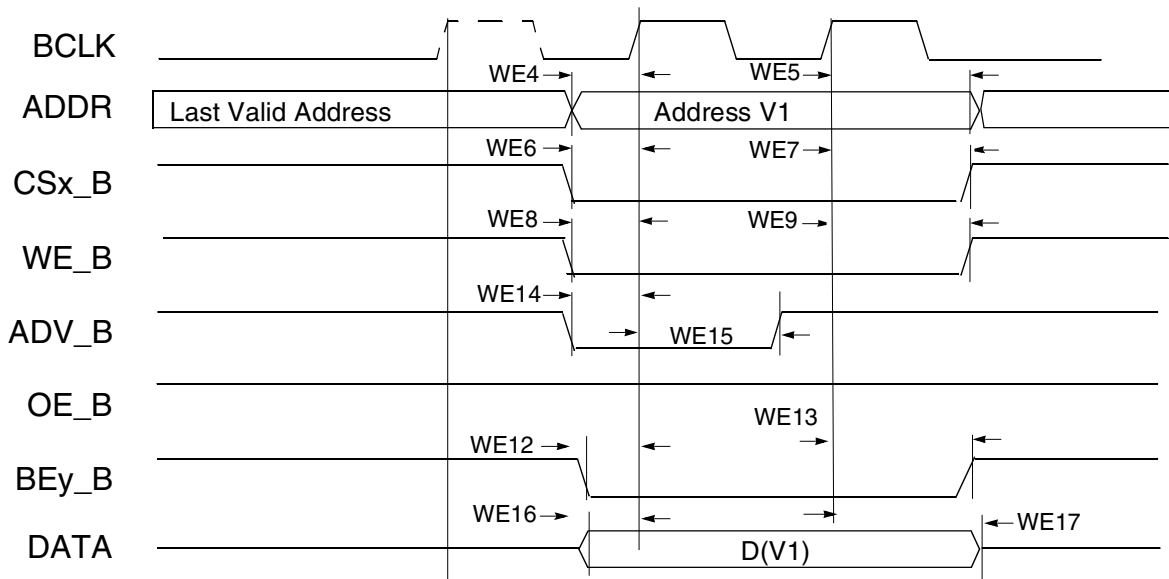 BCLK
WE4
WE5
ADDR
Last Valid Address
Address V1
WE6
WE7
CSx_B
WE8
WE9
WE_B
WE14
ADV_B
WE15
OE_B
WE13
WE12
BEy_B
WE16
WE17
DATA
D(V1)